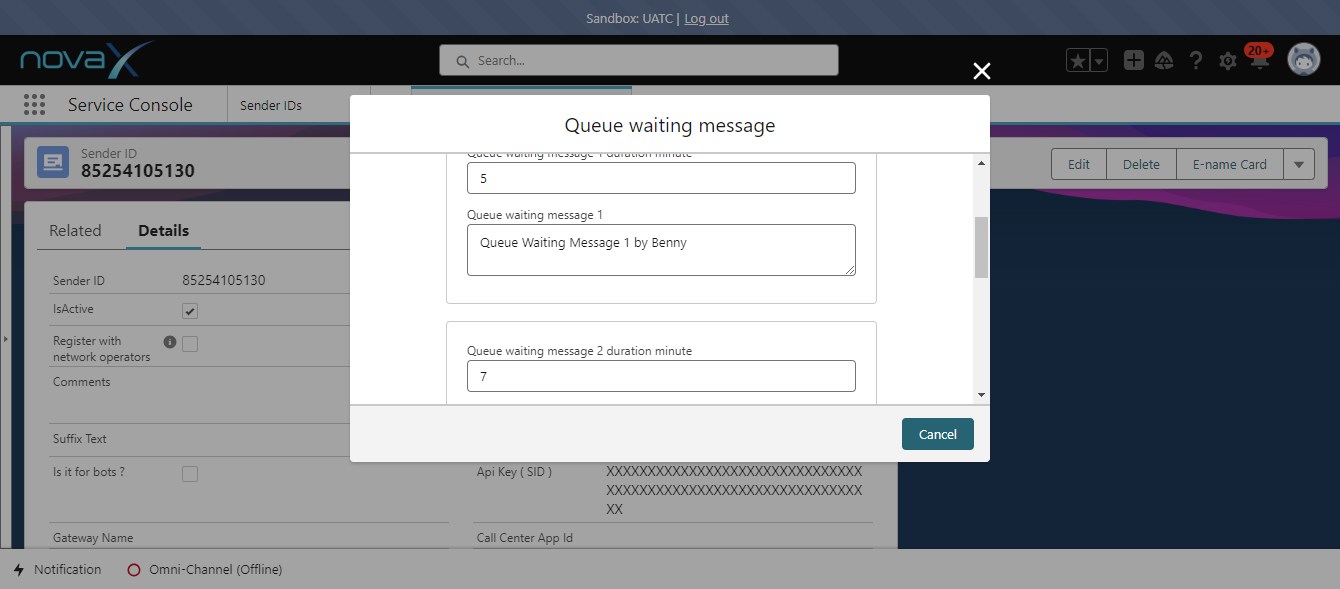 Sandbox: UATC | Log out
novaX
Search...
20+
Service Console
Sender IDs
Queue waiting message
Sender ID
85254105130
Edit
Delete
E-name Card
Queue waiting message 1 duration minute
5
Queue waiting message 1
Queue Waiting Message 1 by Benny
Queue waiting message 2 duration minute
7
Cancel
Related
Details
Sender ID
85254105130
IsActive
Register with
network operators
Comments
Suffix Text
Is it for bots ?
Api Key ( SID )
XXXXXXXXXXXXXXXXXXXXXXXXXXXXXXX
XXXXXXXXXXXXXXXXXXXXXXXXXXXXXXX
XX
Gateway Name
Call Center App Id
Notification
Omni-Channel (Offline)